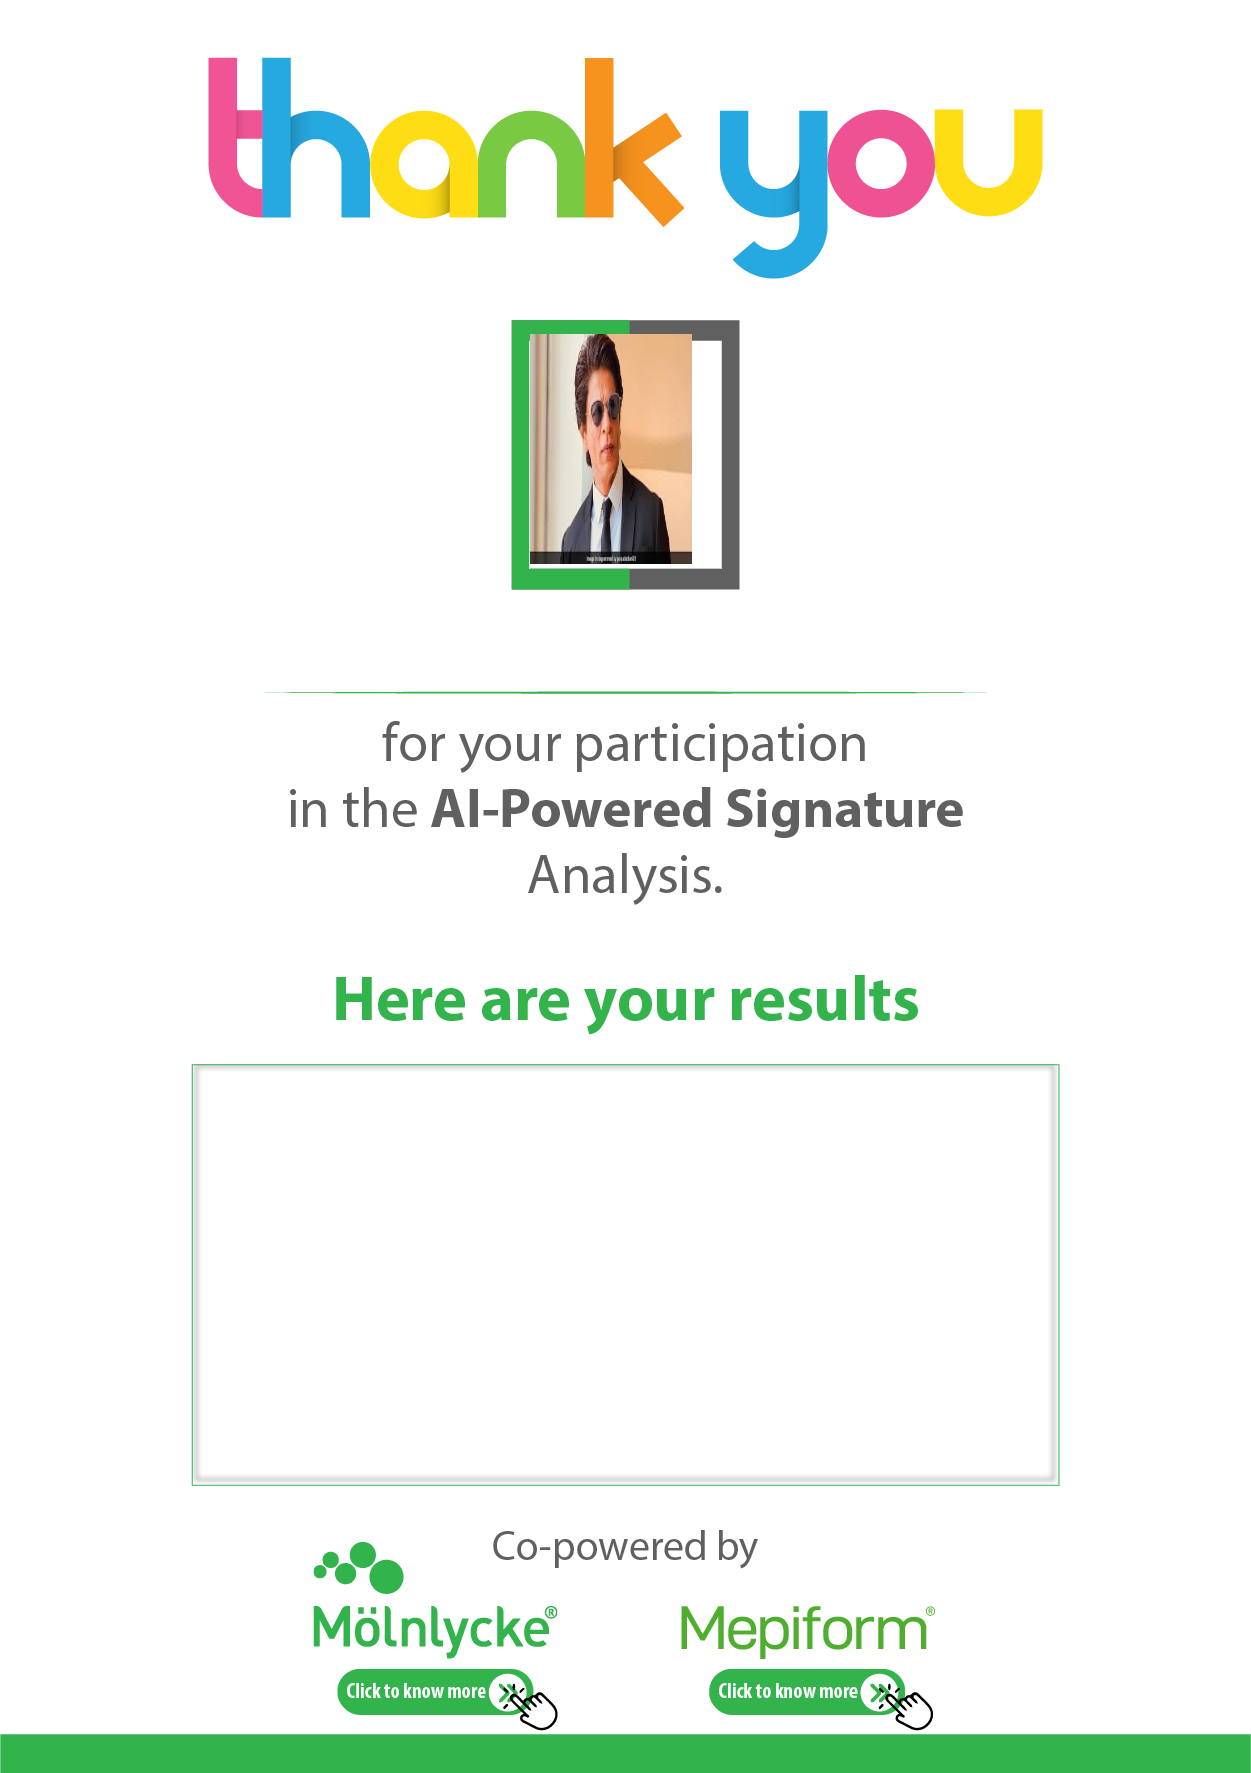 thank you
for your participation
in the AI-Powered Signature
Analysis.
Here are your results
Co-powered by
Mölnlycke®
Mepiform®
Click to know more
Click to know more